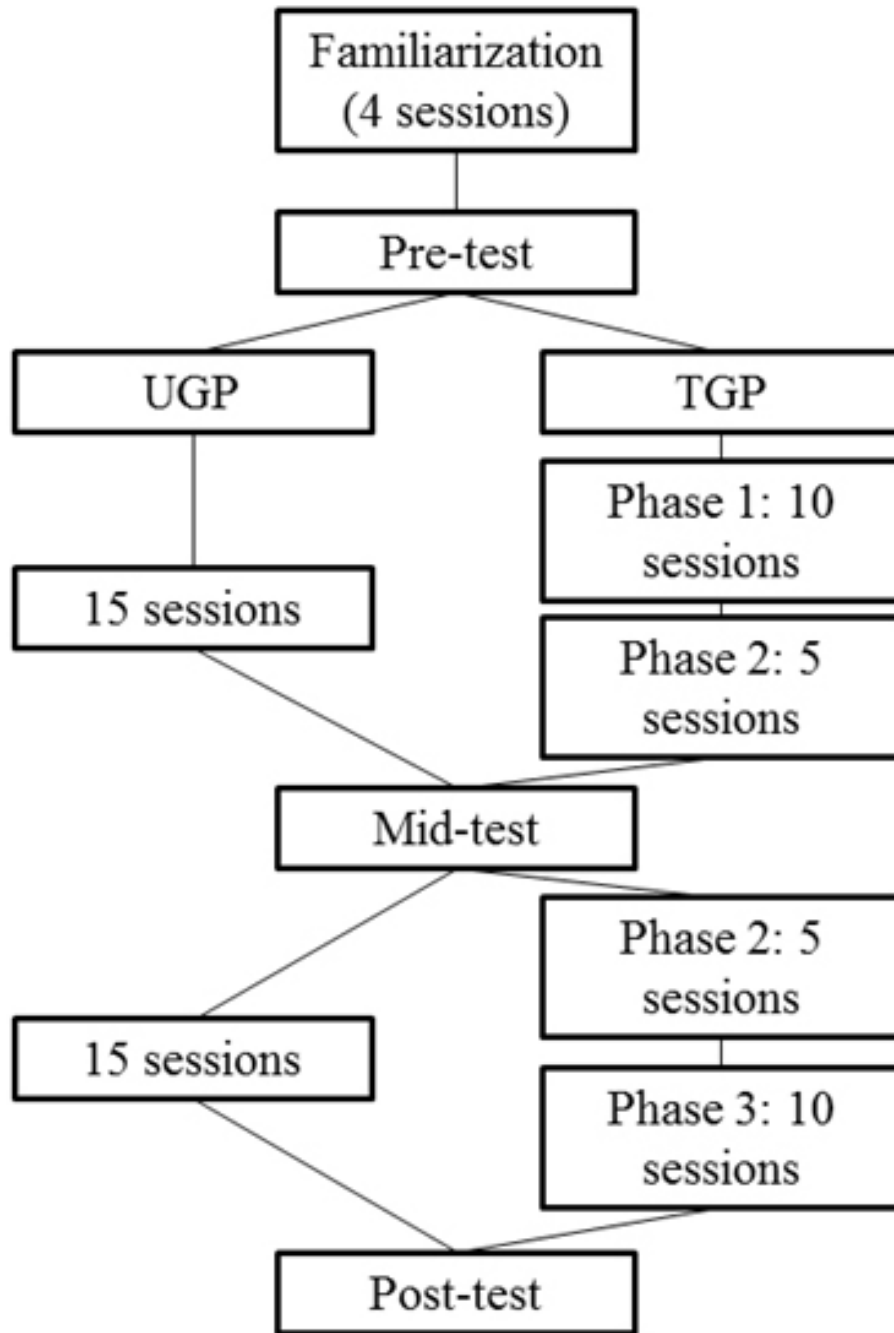 Familiarization
(4 sessions)
Pre-test
UGP
TGP
Phase 1: 10
sessions
15 sessions
Phase 2: 5
sessions
Mid-test
Phase 2: 5
sessions
15 sessions
Phase 3: 10
sessions
Post-test